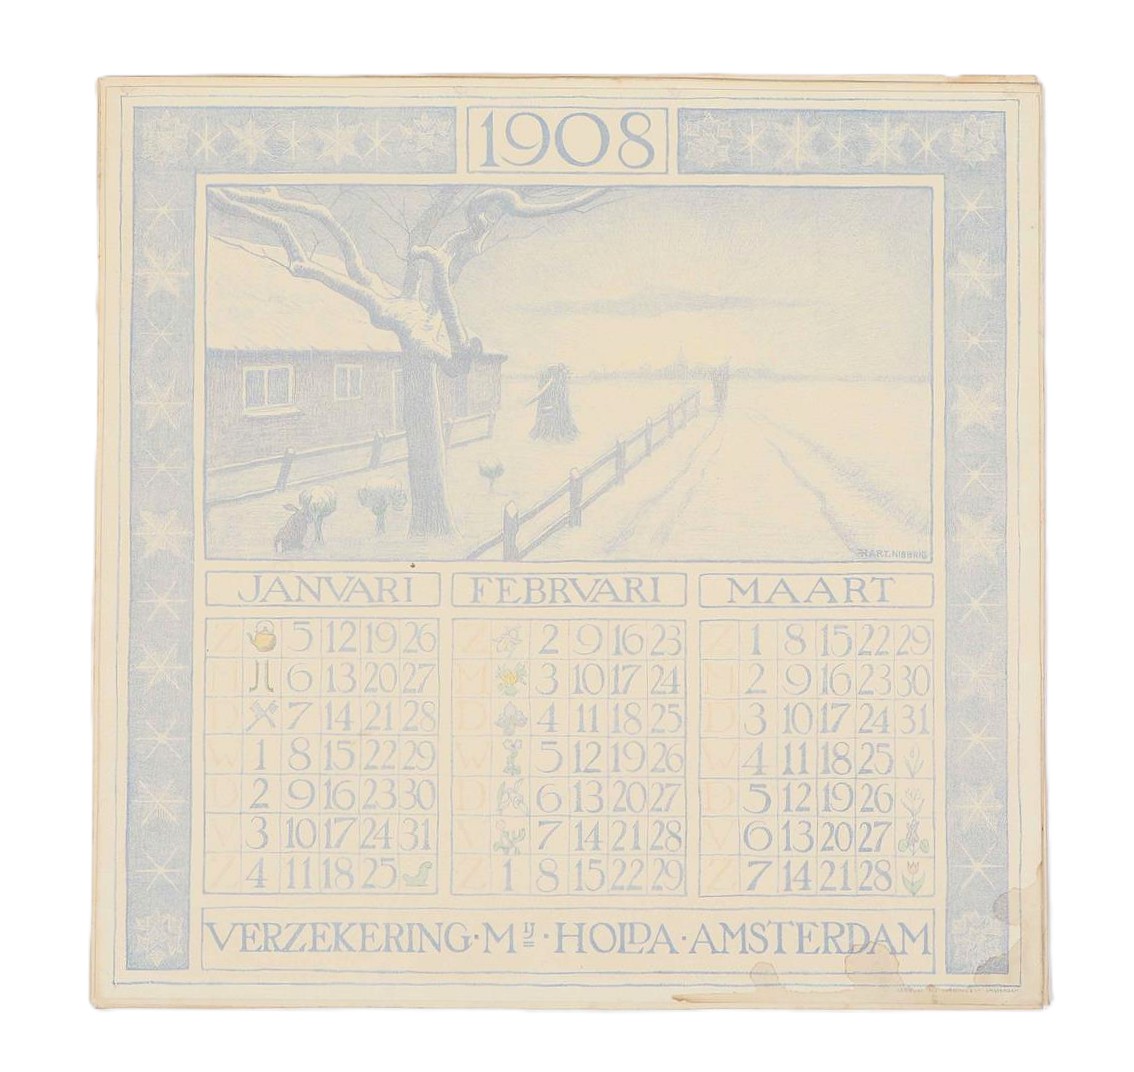 1908
HART. NIBBRIG
JANVARI FEBRVARI MAART
Z 5 12 19 26 Z 2 9 16 23 Z 1 8 15 22 29
M 6 13 20 27 M 3 10 17 24 M 2 9 16 23 30
D 7 14 21 28 D 4 11 18 25 D 3 10 17 24 31
W 1 8 15 22 29 W 5 12 19 26 W 4 11 18 25
D 2 9 16 23 30 D 6 13 20 27 D 5 12 19 26
V 3 10 17 24 31 V 7 14 21 28 V 6 13 20 27
Z 4 11 18 25 Z 1 8 15 22 29 Z 7 14 21 28
VERZEKERING · Mij · HOLDA · AMSTERDAM